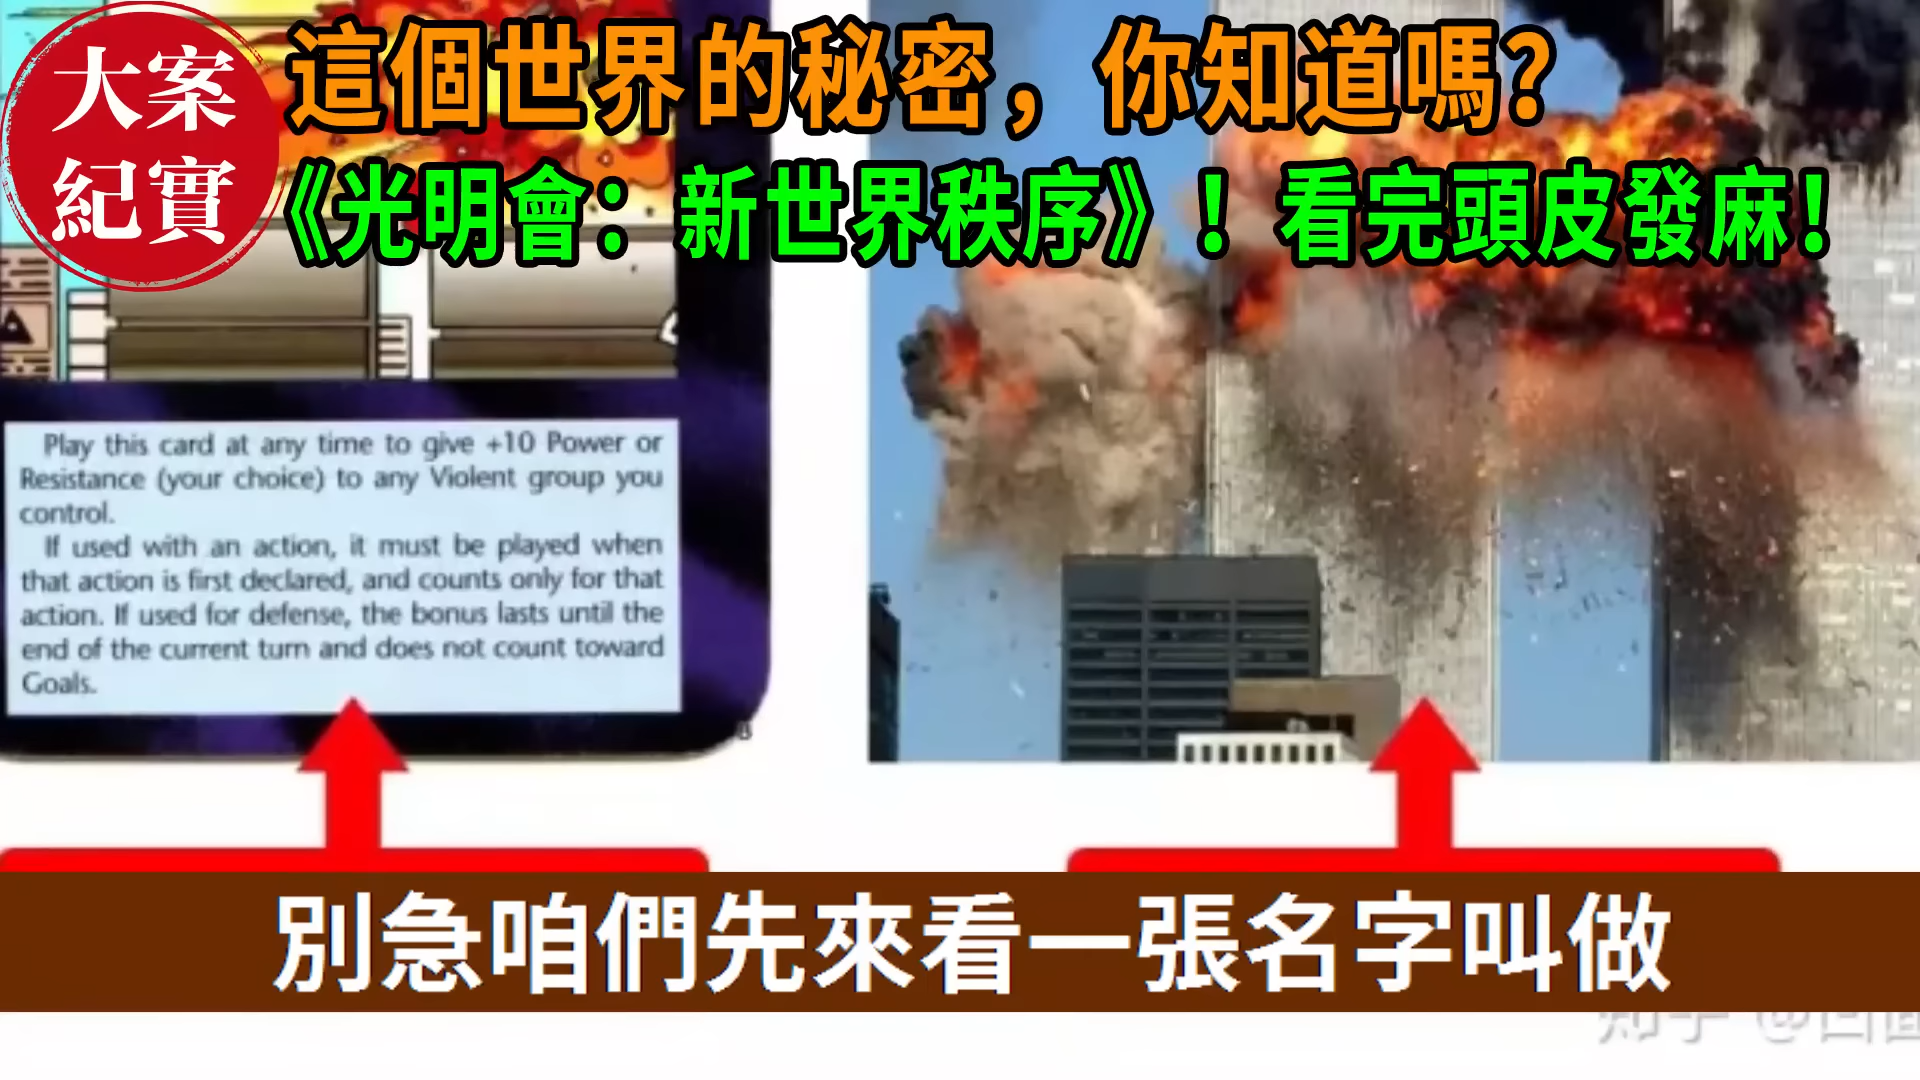 大案
紀實
這個世界的秘密，你知道嗎？
《光明會：新世界秩序》！看完頭皮發麻！
Play this card at any time to give +10 Power or
Resistance (your choice) to any Violent group you
control.
If used with an action, it must be played when
that action is first declared, and counts only for that
action. If used for defense, the bonus lasts until the
end of the current turn and does not count toward
Goals.
別急咱們先來看一張名字叫做